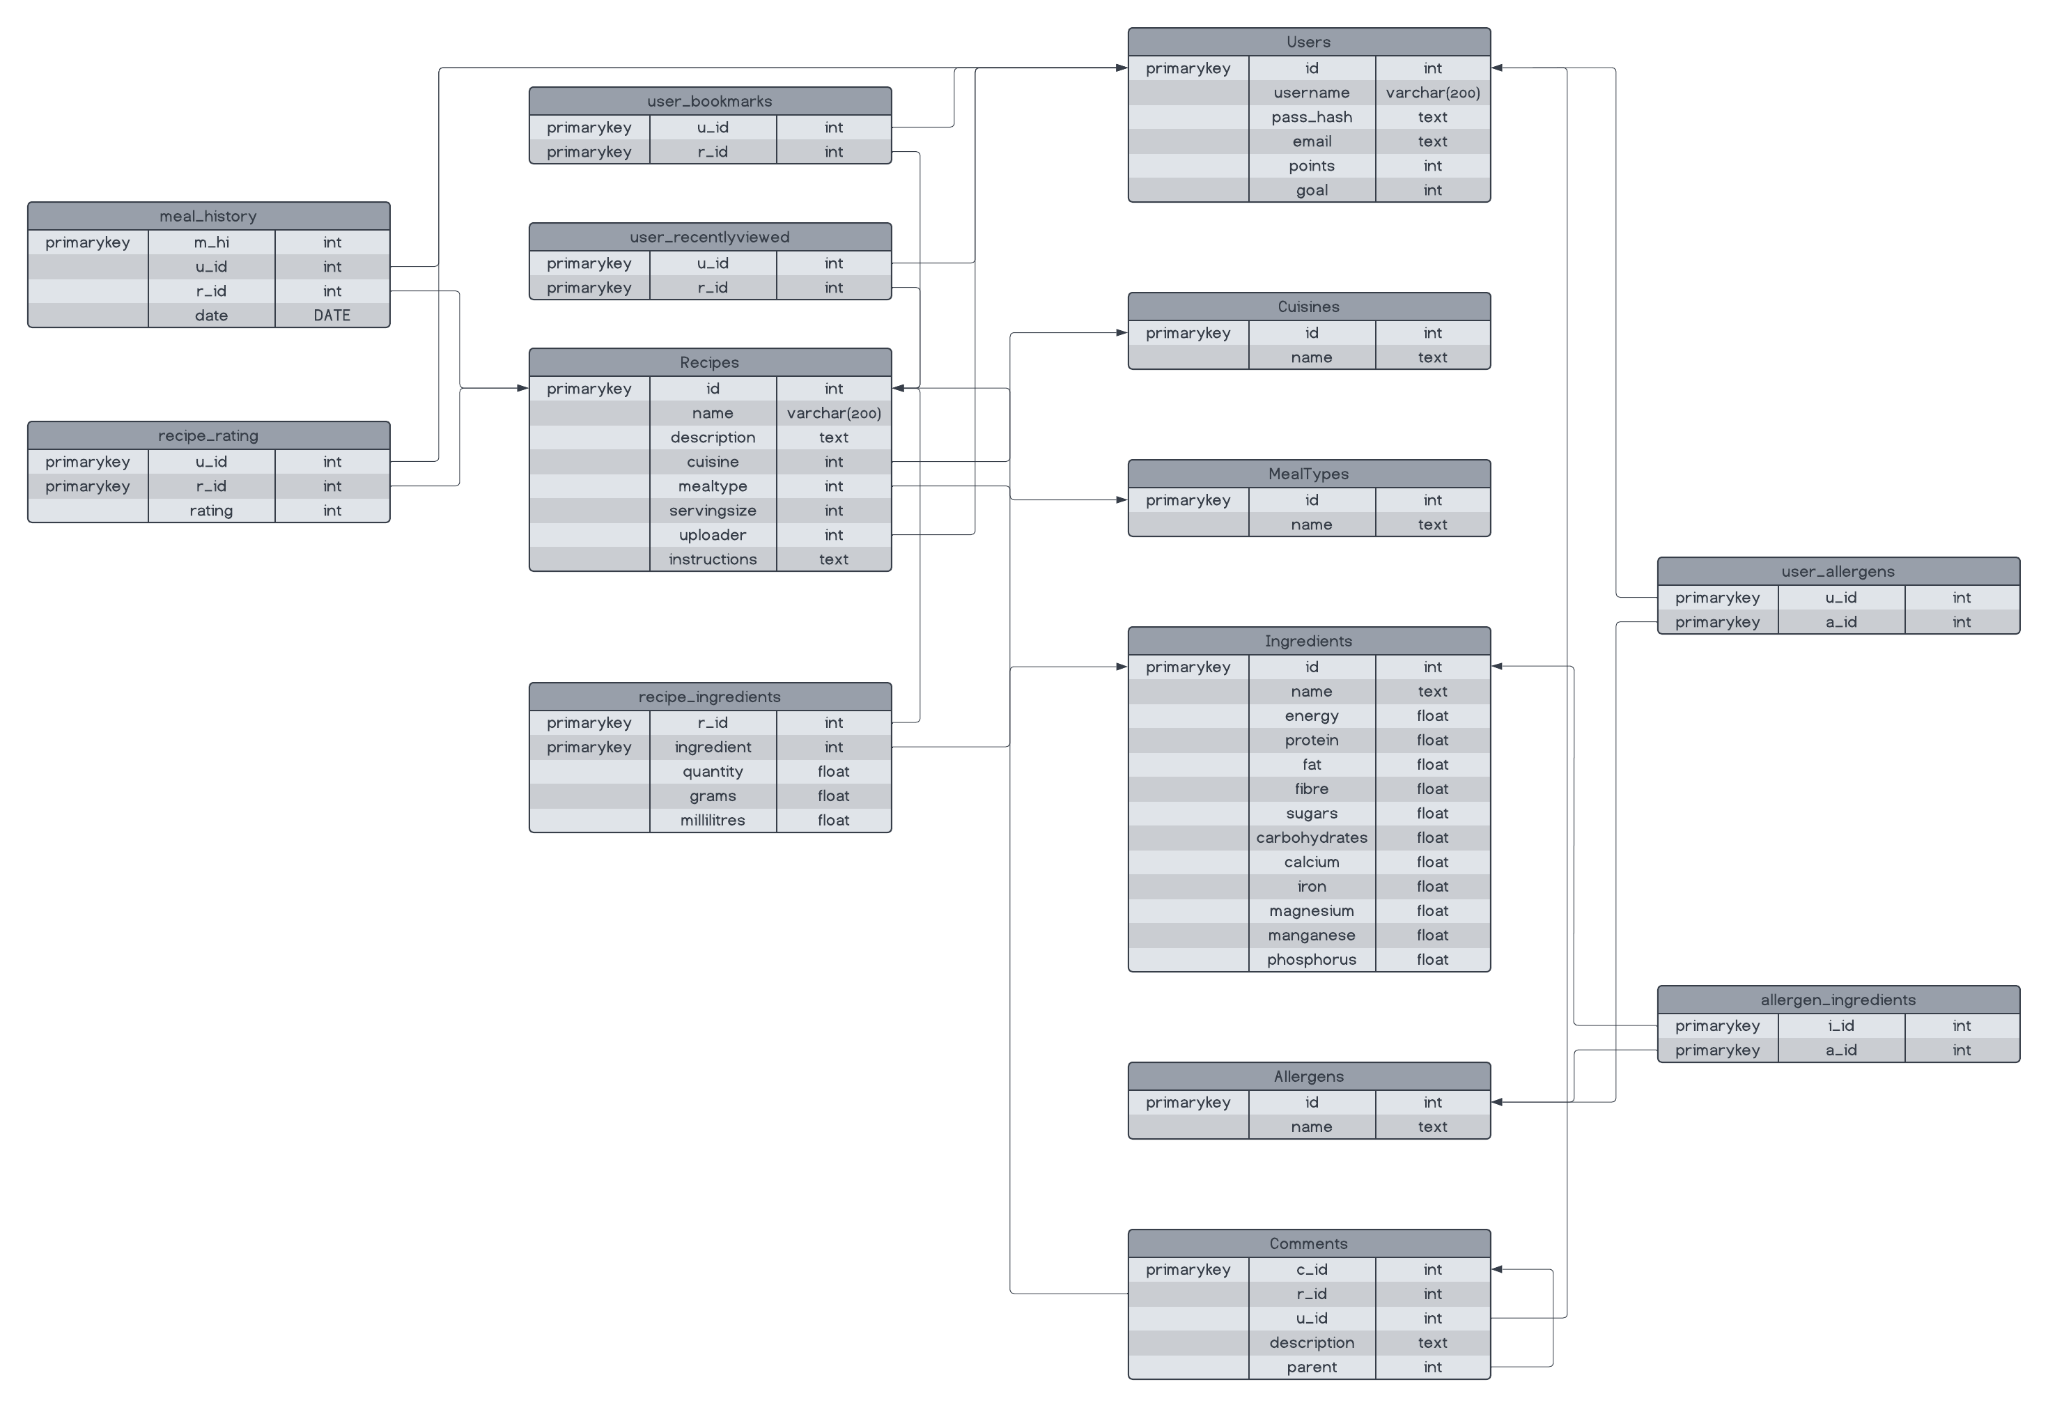 Users
primarykey id int
username varchar(200)
pass_hash text
email text
points int
goal int
user_bookmarks
primarykey u_id int
primarykey r_id int
meal_history
primarykey m_hi int
u_id int
r_id int
date DATE
user_recentlyviewed
primarykey u_id int
primarykey r_id int
Cuisines
primarykey id int
name text
Recipes
primarykey id int
name varchar(200)
description text
cuisine int
mealtype int
servingsize int
uploader int
instructions text
recipe_rating
primarykey u_id int
primarykey r_id int
rating int
MealTypes
primarykey id int
name text
user_allergens
primarykey u_id int
primarykey a_id int
Ingredients
primarykey id int
name text
energy float
protein float
fat float
fibre float
sugars float
carbohydrates float
calcium float
iron float
magnesium float
manganese float
phosphorus float
recipe_ingredients
primarykey r_id int
primarykey ingredient int
quantity float
grams float
millilitres float
allergen_ingredients
primarykey i_id int
primarykey a_id int
Allergens
primarykey id int
name text
Comments
primarykey c_id int
r_id int
u_id int
description text
parent int